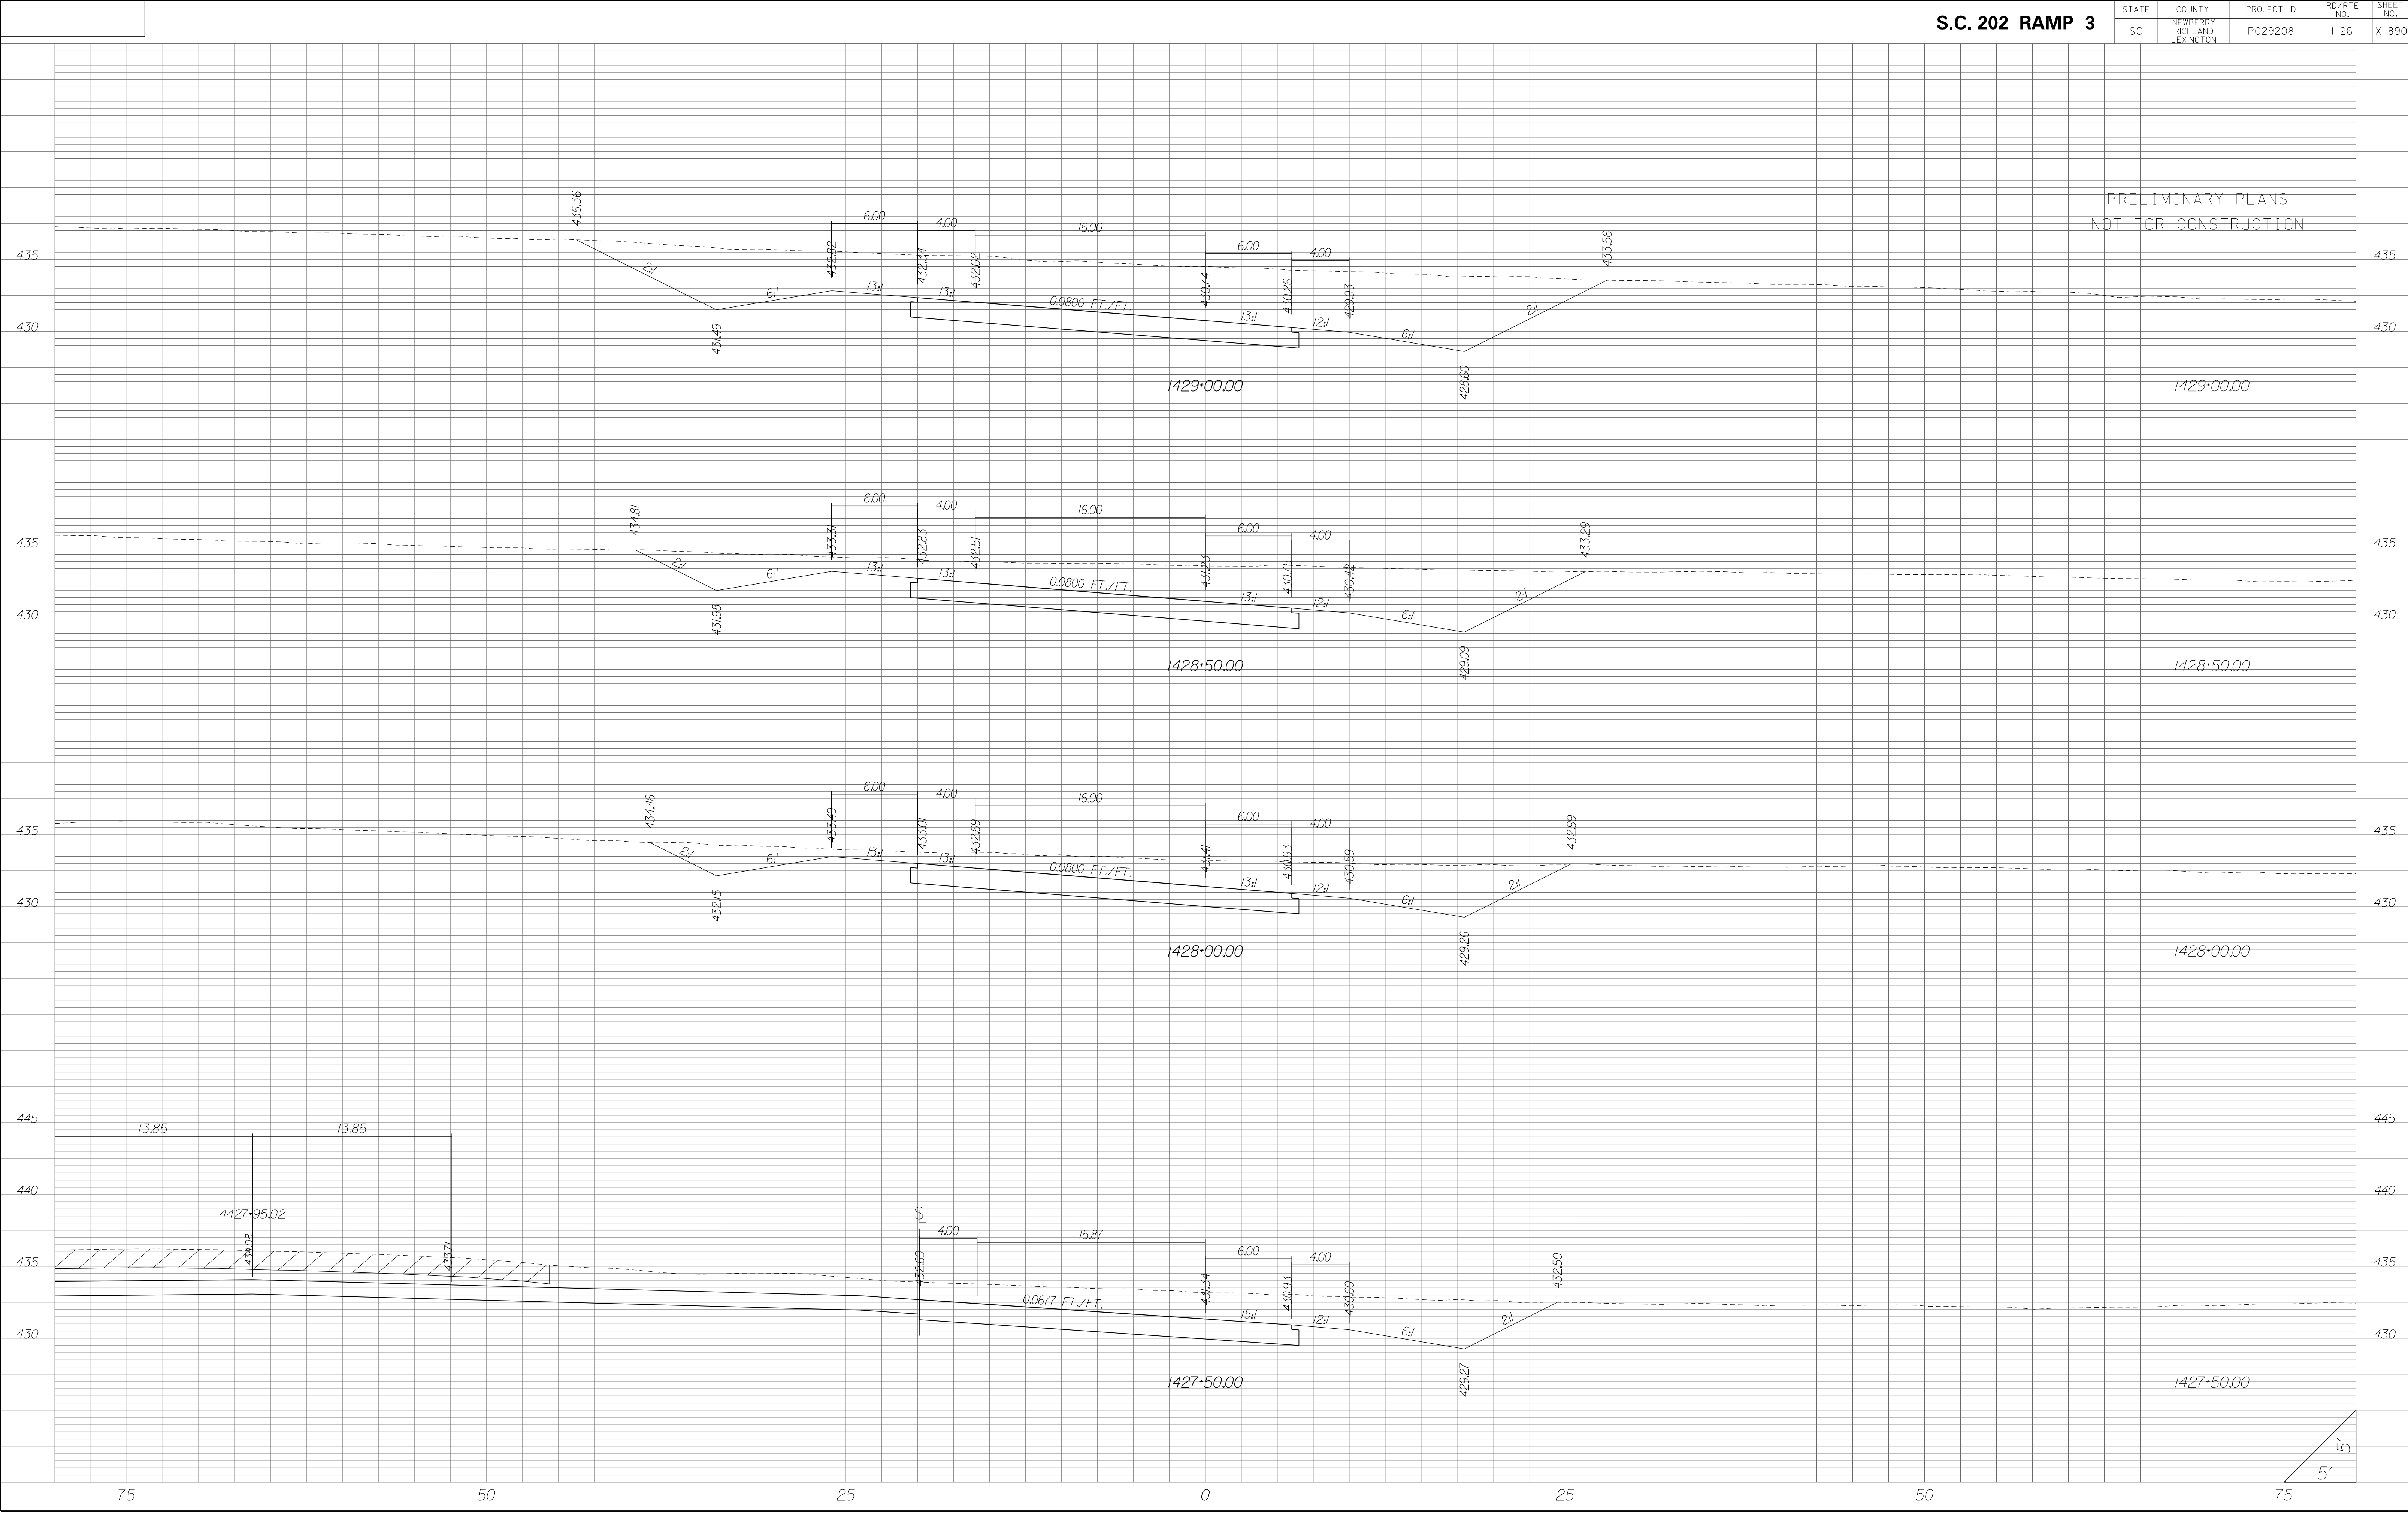 S.C. 202 RAMP 3
STATE COUNTY PROJECT ID RD/RTE NO. SHEET NO.
SC NEWBERRY RICHLAND LEXINGTON P029208 I-26 X-890
PRELIMINARY PLANS
NOT FOR CONSTRUCTION
436.36 6.00 4.00 16.00 6.00 4.00 433.56
435 432.82 432.34 432.02 430.74 430.26 429.93 435
2:1 6:1 13:1 13:1 0.0800 FT./FT. 13:1 12:1 6:1 2:1
430 430
431.49 428.60
1429+00.00 1429+00.00
434.81 6.00 4.00 16.00 6.00 4.00 433.29
435 433.31 432.83 432.51 431.23 430.75 430.42 435
2:1 6:1 13:1 13:1 0.0800 FT./FT. 13:1 12:1 6:1 2:1
430 430
431.98 429.09
1428+50.00 1428+50.00
434.46 6.00 4.00 16.00 6.00 4.00 432.99
435 433.49 433.01 432.69 431.41 430.93 430.59 435
2:1 6:1 13:1 13:1 0.0800 FT./FT. 13:1 12:1 6:1 2:1
430 430
432.15 429.26
1428+00.00 1428+00.00
445 445
13.85 13.85
440 440
4427+95.02
4.00 15.87 6.00 4.00
435 434.08 433.71 432.69 431.34 430.93 430.60 432.50 435
0.0677 FT./FT. 15:1 12:1 6:1 2:1
430 430
429.27
1427+50.00 1427+50.00
5'
5'
75 50 25 0 25 50 75